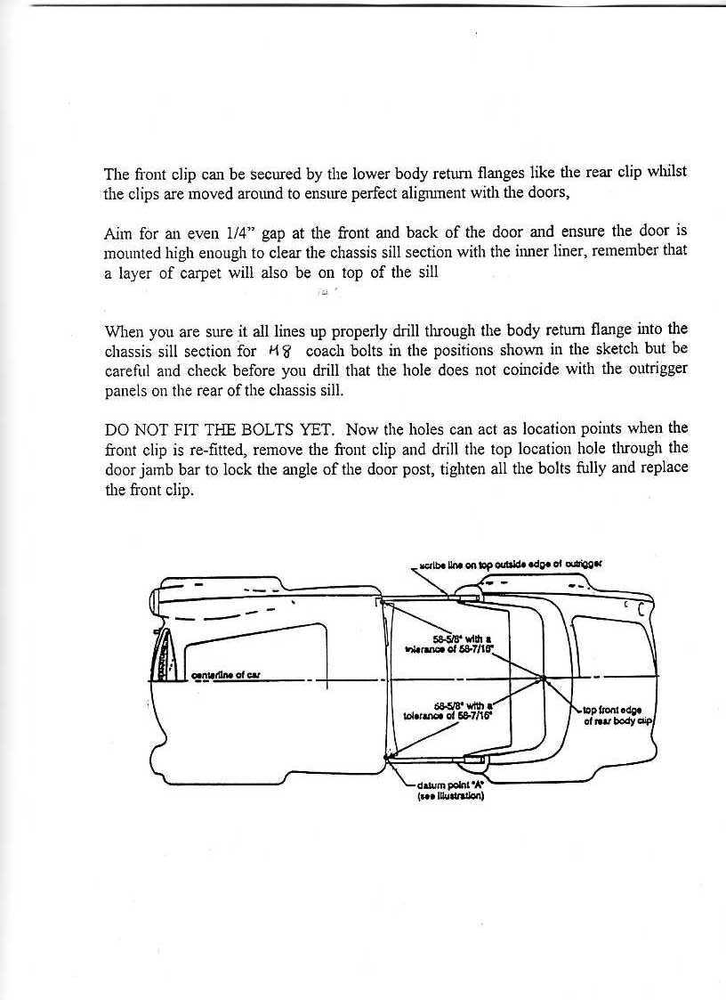 The front clip can be secured by the lower body return flanges like the rear clip whilst
the clips are moved around to ensure perfect alignment with the doors,
Aim for an even 1/4” gap at the front and back of the door and ensure the door is
mounted high enough to clear the chassis sill section with the inner liner, remember that
a layer of carpet will also be on top of the sill
When you are sure it all lines up properly drill through the body return flange into the
chassis sill section for M8 coach bolts in the positions shown in the sketch but be
careful and check before you drill that the hole does not coincide with the outrigger
panels on the rear of the chassis sill.
DO NOT FIT THE BOLTS YET. Now the holes can act as location points when the
front clip is re-fitted, remove the front clip and drill the top location hole through the
door jamb bar to lock the angle of the door post, tighten all the bolts fully and replace
the front clip.
scribe line on top outside edge of outrigger
58-5/8" with a
tolerance of 58-7/16"
centerline of car
58-5/8" with a
tolerance of 58-7/16"
top front edge
of rear body clip
datum point "A"
(see illustration)